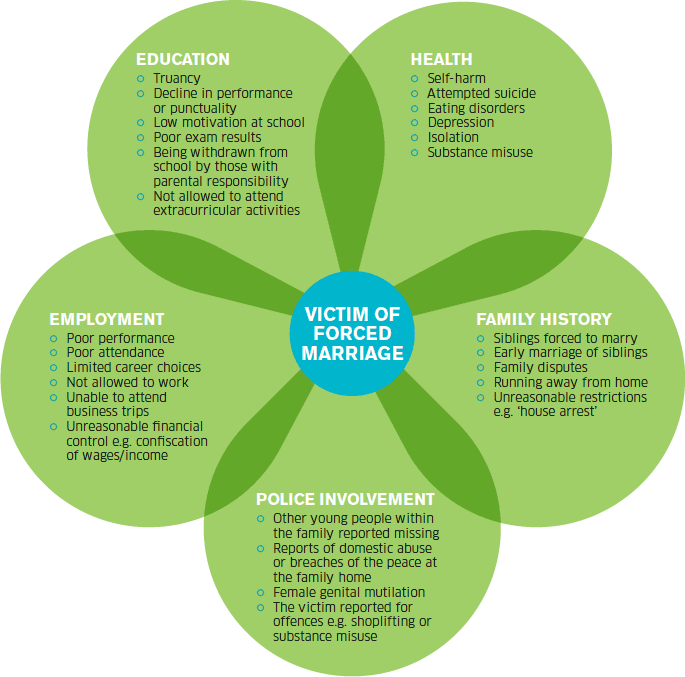 EDUCATION
Truancy
Decline in performance
or punctuality
Low motivation at school
Poor exam results
Being withdrawn from
school by those with
parental responsibility
Not allowed to attend
extracurricular activities
HEALTH
Self-harm
Attempted suicide
Eating disorders
Depression
Isolation
Substance misuse
VICTIM OF
FORCED
MARRIAGE
EMPLOYMENT
Poor performance
Poor attendance
Limited career choices
Not allowed to work
Unable to attend
business trips
Unreasonable financial
control e.g. confiscation
of wages/income
FAMILY HISTORY
Siblings forced to marry
Early marriage of siblings
Family disputes
Running away from home
Unreasonable restrictions
e.g. ‘house arrest’
POLICE INVOLVEMENT
Other young people within
the family reported missing
Reports of domestic abuse
or breaches of the peace at
the family home
Female genital mutilation
The victim reported for
offences e.g. shoplifting or
substance misuse